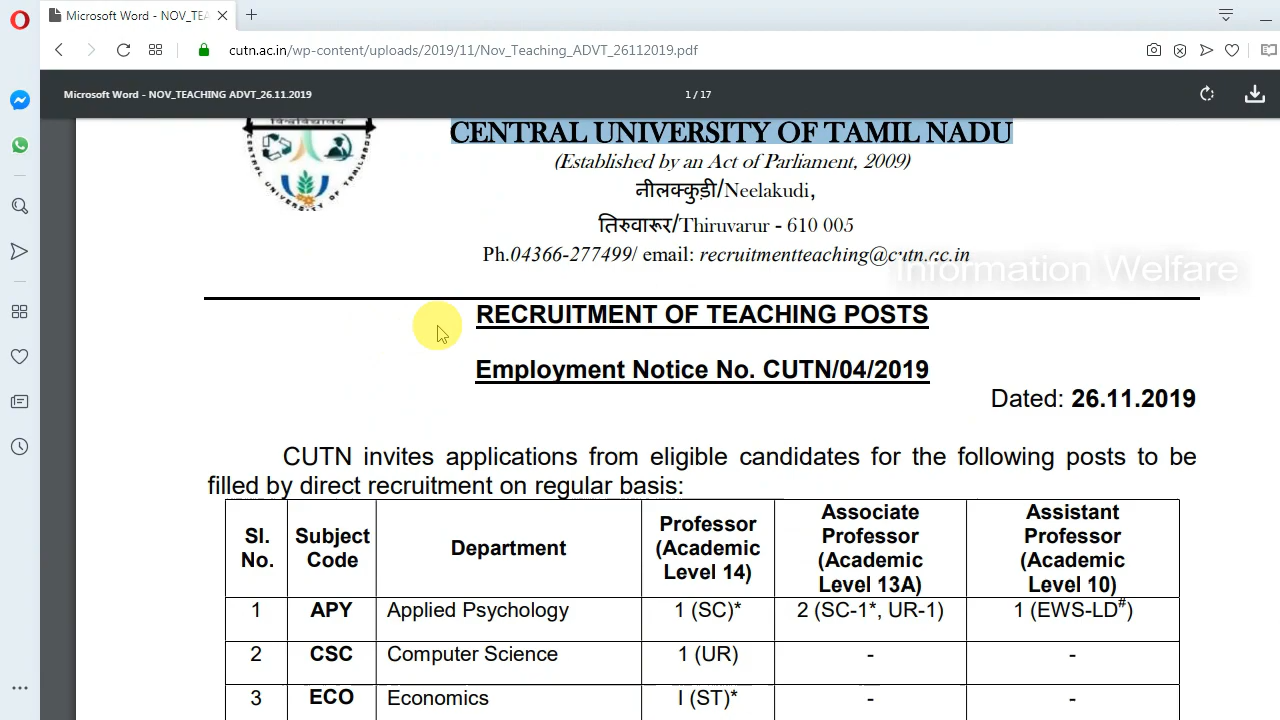 Microsoft Word - NOV_TEA
cutn.ac.in/wp-content/uploads/2019/11/Nov_Teaching_ADVT_26112019.pdf
Microsoft Word - NOV_TEACHING ADVT_26.11.2019
1 / 17
CENTRAL UNIVERSITY OF TAMILNADU
CENTRAL UNIVERSITY OF TAMIL NADU
(Established by an Act of Parliament, 2009)
नीलक्कुड़ी/Neelakudi,
तिरुवारूर/Thiruvarur - 610 005
Ph.04366-277499/ email: recruitmentteaching@cutn.ac.in
Information Welfare
RECRUITMENT OF TEACHING POSTS
Employment Notice No. CUTN/04/2019
Dated: 26.11.2019
CUTN invites applications from eligible candidates for the following posts to be
filled by direct recruitment on regular basis:
Sl. No. Subject Code Department Professor (Academic Level 14) Associate Professor (Academic Level 13A) Assistant Professor (Academic Level 10)
1 APY Applied Psychology 1 (SC)* 2 (SC-1*, UR-1) 1 (EWS-LD#)
2 CSC Computer Science 1 (UR) - -
3 ECO Economics I (ST)* - -